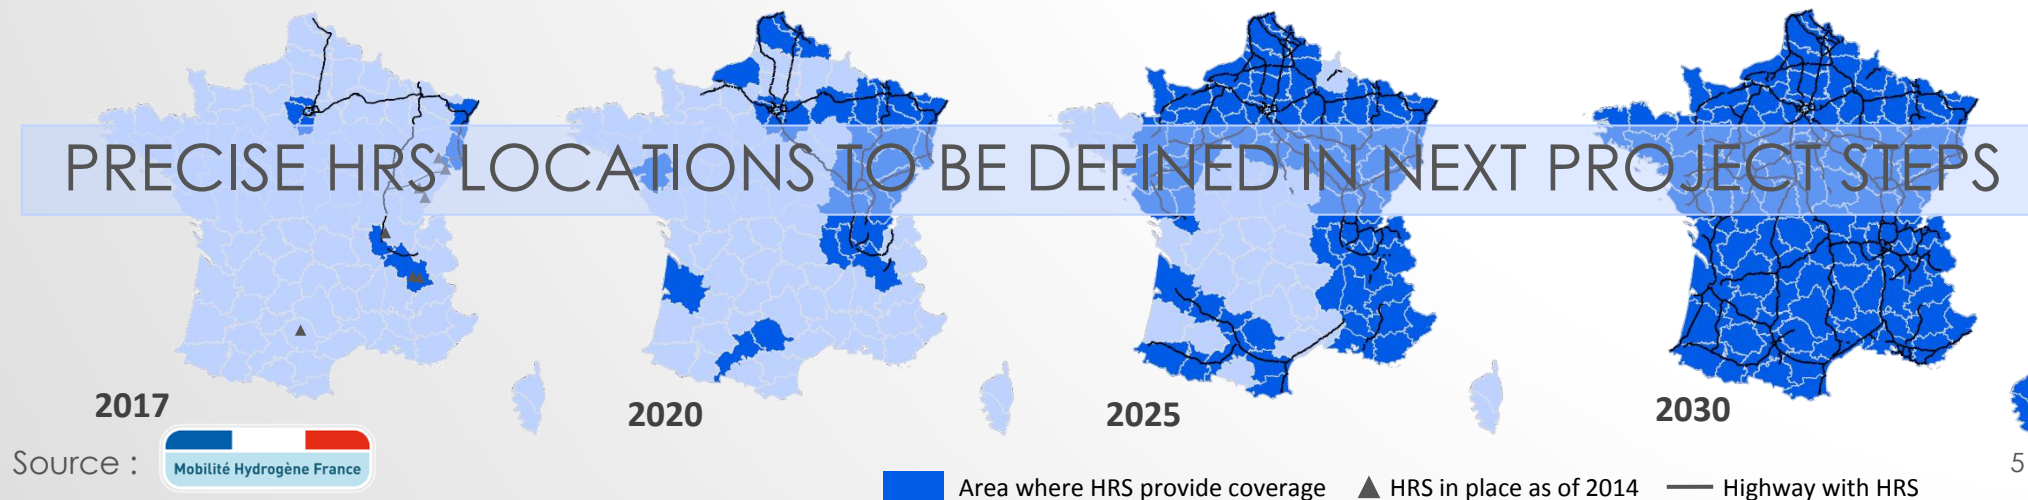 PRECISE HRS LOCATIONS TO BE DEFINED IN NEXT PROJECT STEPS
2017
2020
2025
2030
Source :
Mobilité Hydrogène France
5
Area where HRS provide coverage
HRS in place as of 2014
Highway with HRS